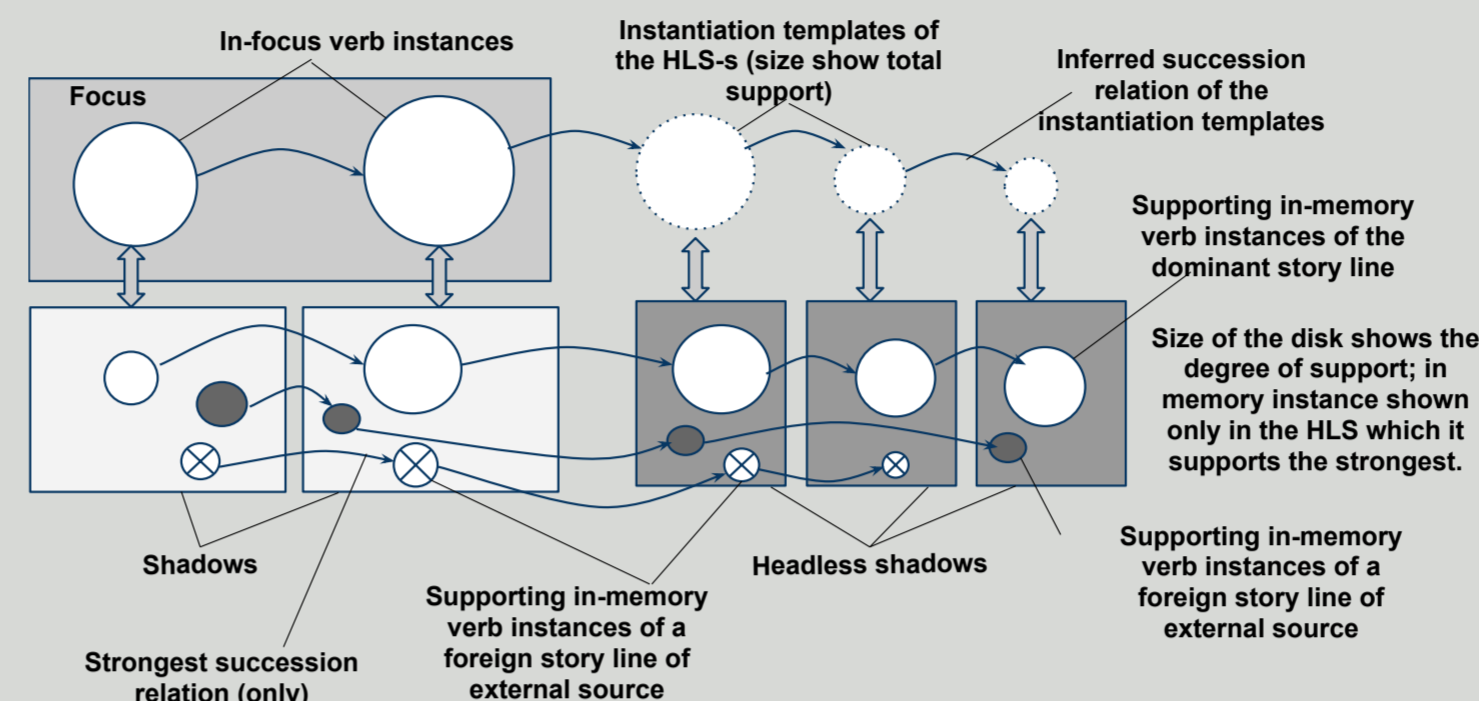 In-focus verb instances
Focus
Instantiation templates of
the HLS-s (size show total
support)
Inferred succession
relation of the
instantiation templates
Supporting in-memory
verb instances of the
dominant story line
Size of the disk shows the
degree of support; in
memory instance shown
only in the HLS which it
supports the strongest.
Shadows
Headless shadows
Supporting in-memory
verb instances of a
foreign story line of
external source
Supporting in-memory
verb instances of a
foreign story line of
external source
Strongest succession
relation (only)